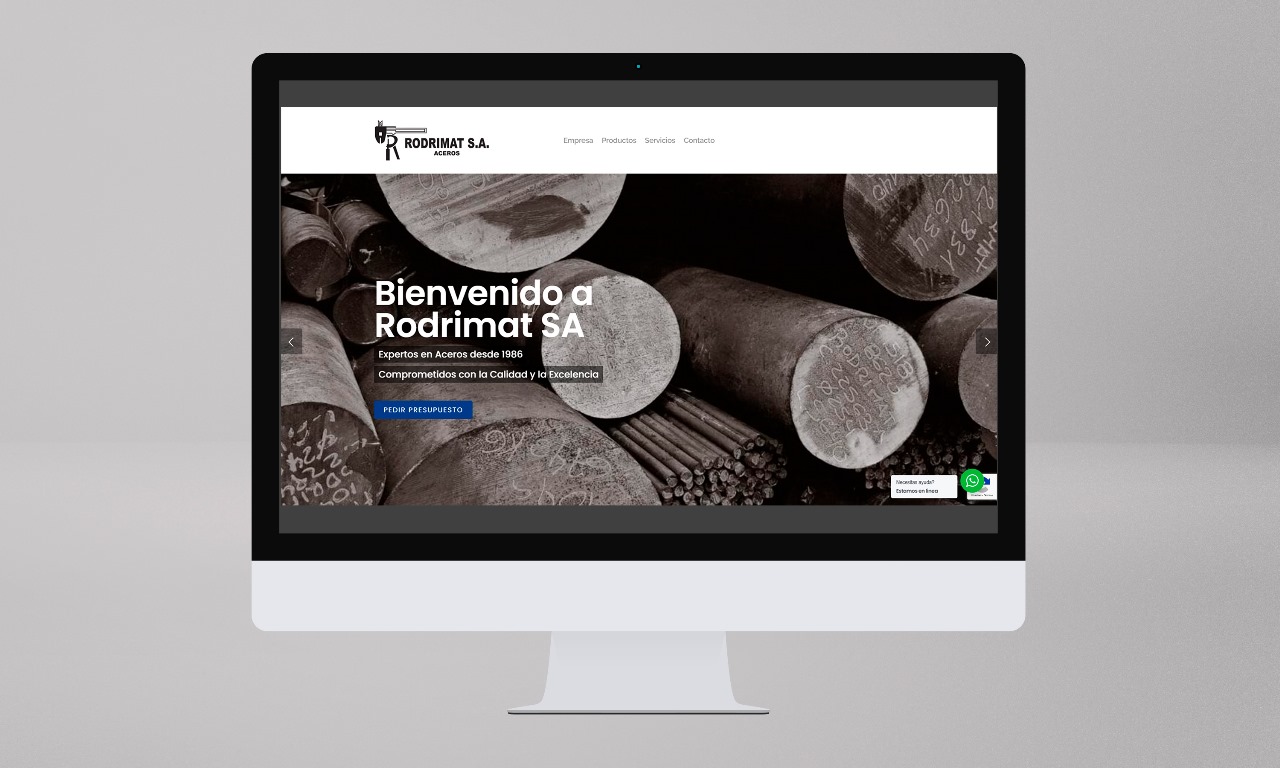 RODRIMAT S.A.
ACEROS
Empresa Productos Servicios Contacto
Bienvenido a
Rodrimat SA
Expertos en Aceros desde 1986
Comprometidos con la Calidad y la Excelencia
PEDIR PRESUPUESTO
Necesitas ayuda?
Estamos en linea